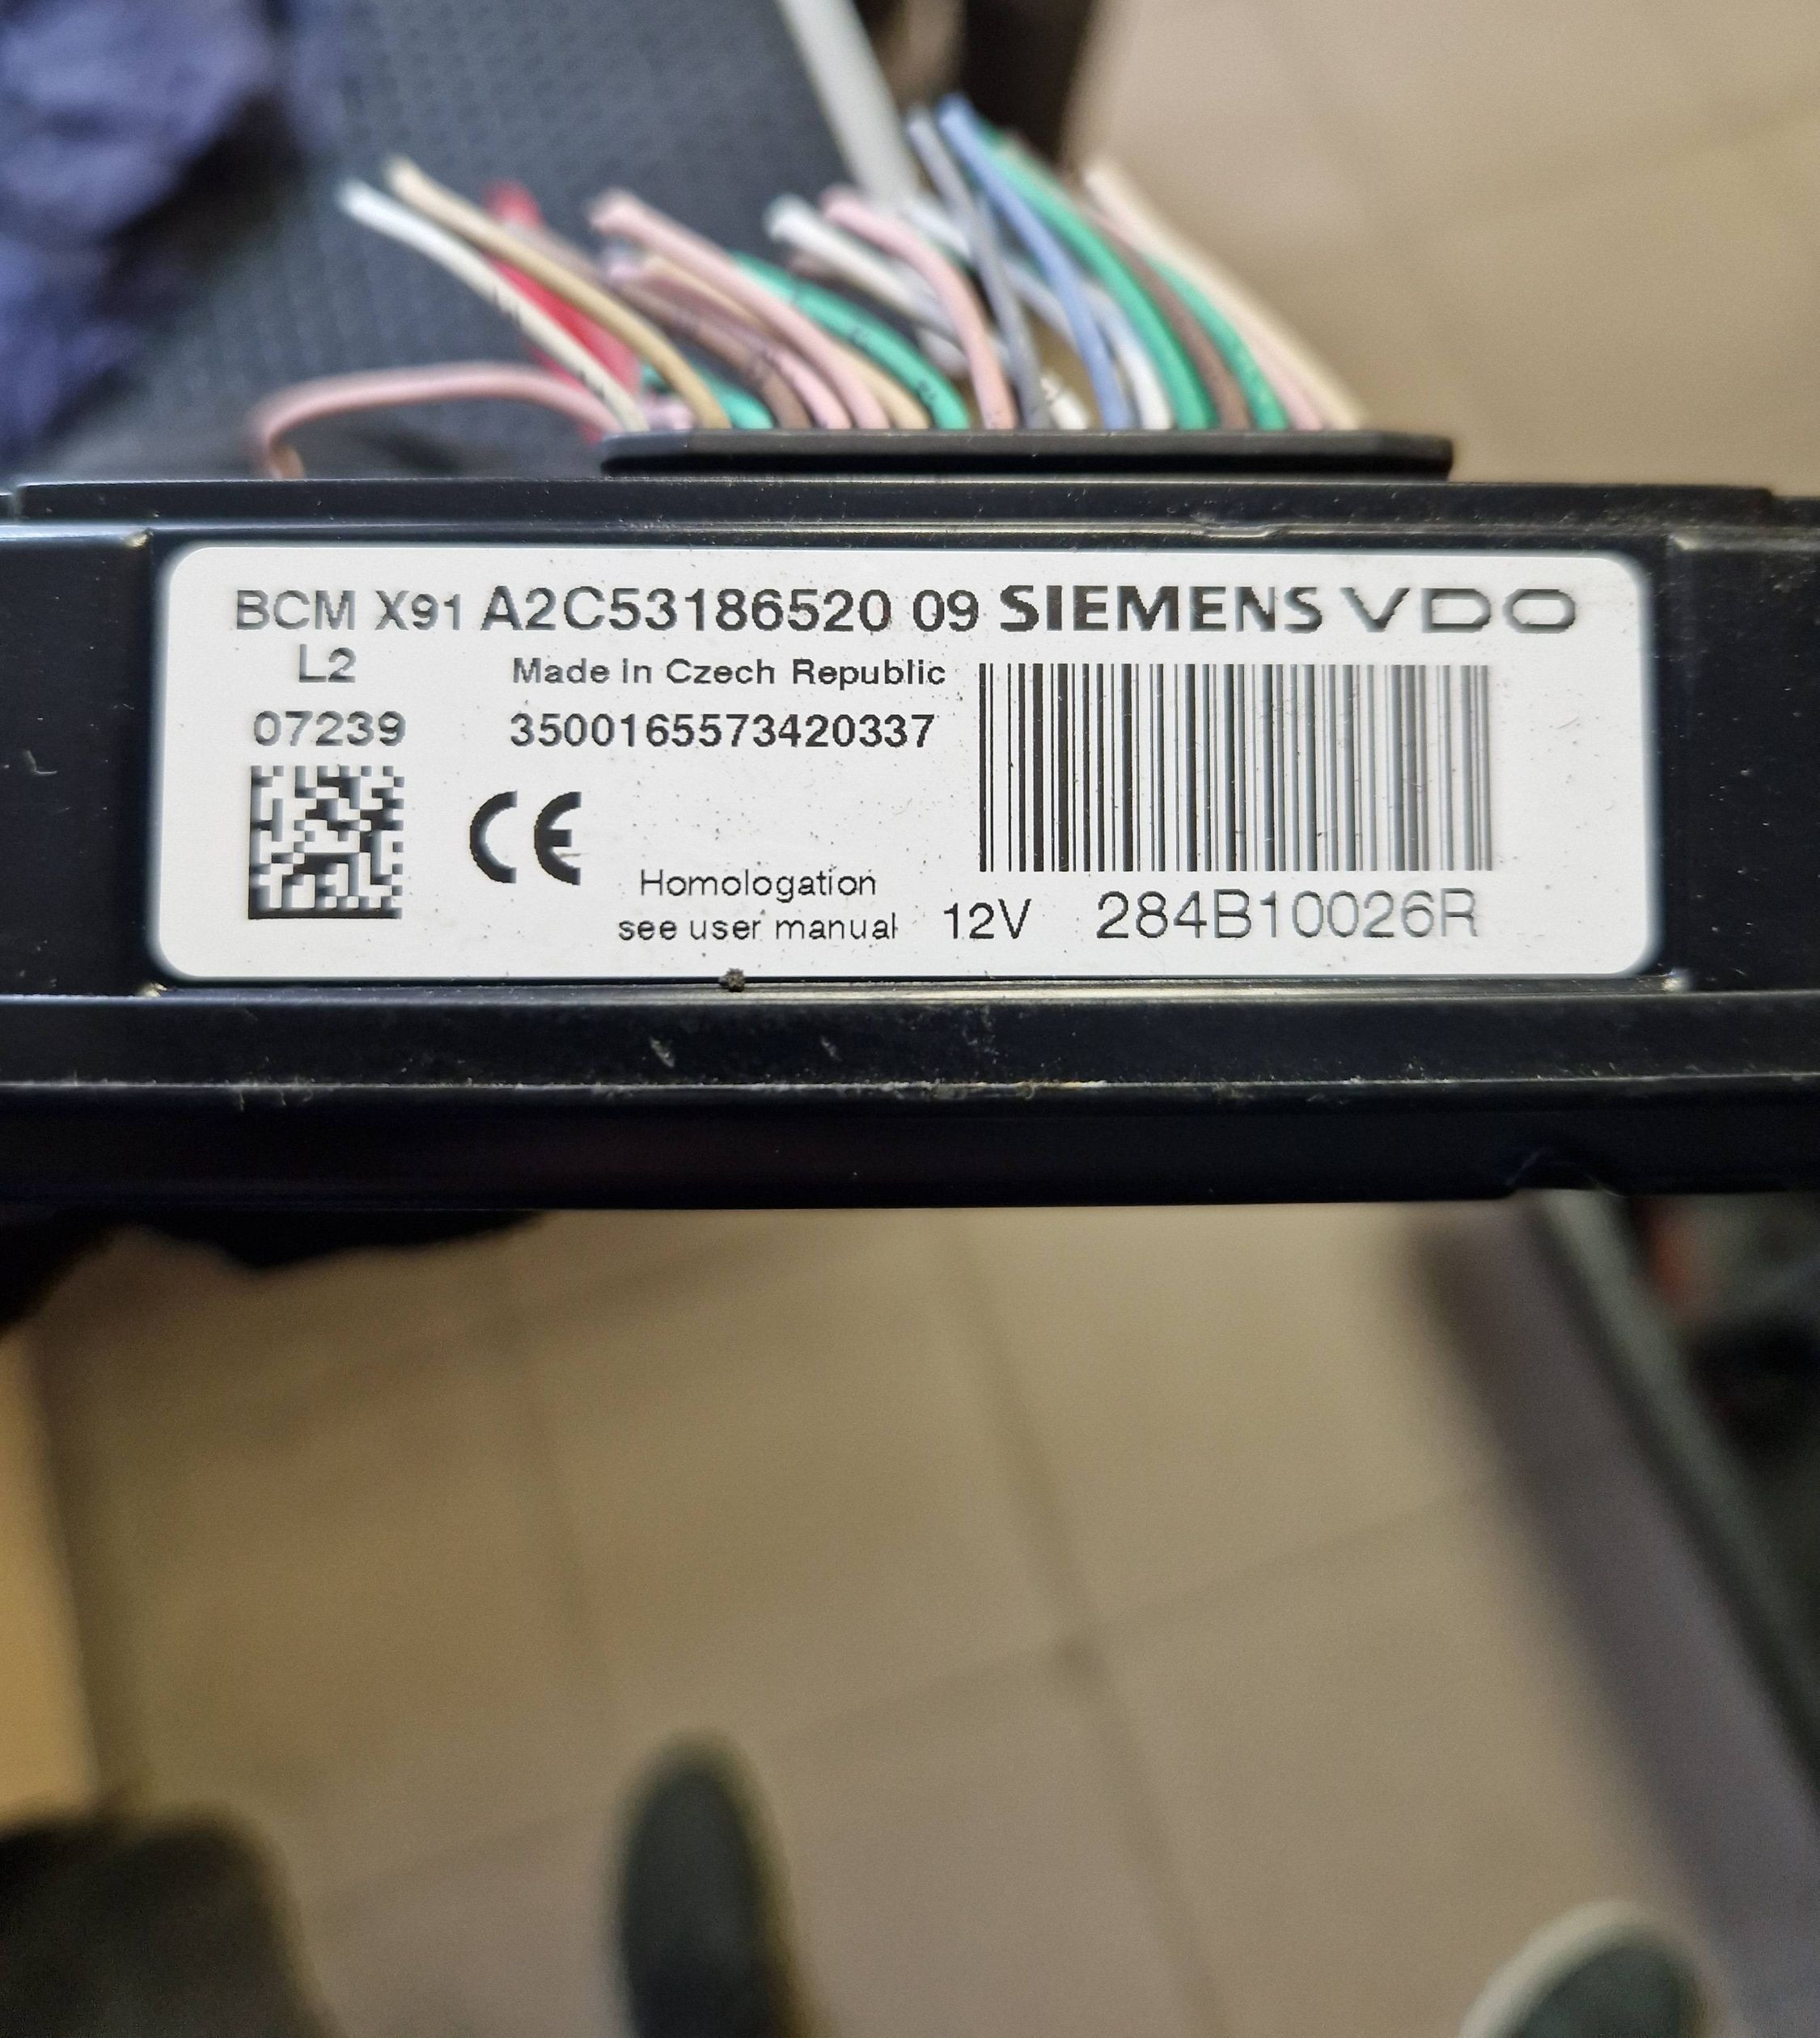 BCM X91 A2C53186520 09 SIEMENS VDO
L2
Made in Czech Republic
07239
3500165573420337
CE
Homologation
see user manual
12V 284B10026R